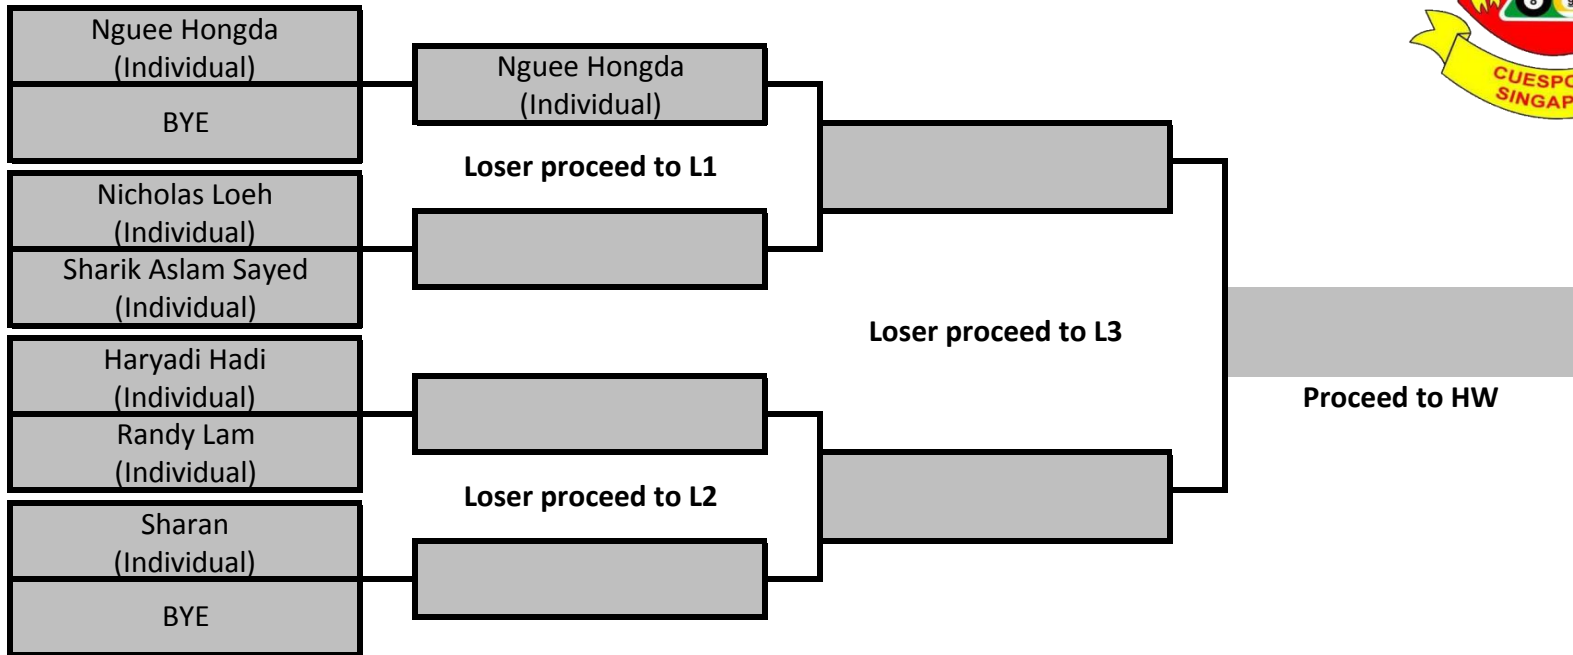 Nguee Hongda
(Individual)
BYE
Nicholas Loeh
(Individual)
Sharik Aslam Sayed
(Individual)
Haryadi Hadi
(Individual)
Randy Lam
(Individual)
Sharan
(Individual)
BYE
Nguee Hongda
(Individual)
Loser proceed to L1
Loser proceed to L2
Loser proceed to L3
Proceed to HW
8